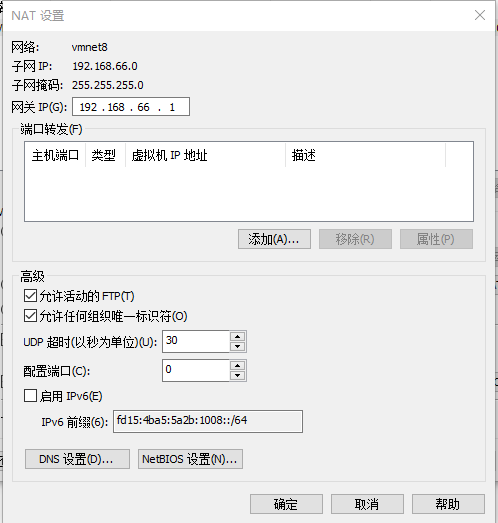 NAT 设置
网络: vmnet8
子网 IP: 192.168.66.0
子网掩码: 255.255.255.0
网关 IP(G): 192 . 168 . 66 . 1
端口转发(F)
主机端口 类型 虚拟机 IP 地址 描述
添加(A)... 移除(R) 属性(P)
高级
允许活动的 FTP(T)
允许任何组织唯一标识符(O)
UDP 超时(以秒为单位)(U): 30
配置端口(C): 0
启用 IPv6(E)
IPv6 前缀(6): fd15:4ba5:5a2b:1008::/64
DNS 设置(D)... NetBIOS 设置(N)...
确定 取消 帮助